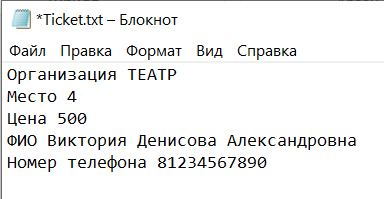 *Ticket.txt – Блокнот
Файл Правка Формат Вид Справка
Организация ТЕАТР
Место 4
Цена 500
ФИО Виктория Денисова Александровна
Номер телефона 81234567890